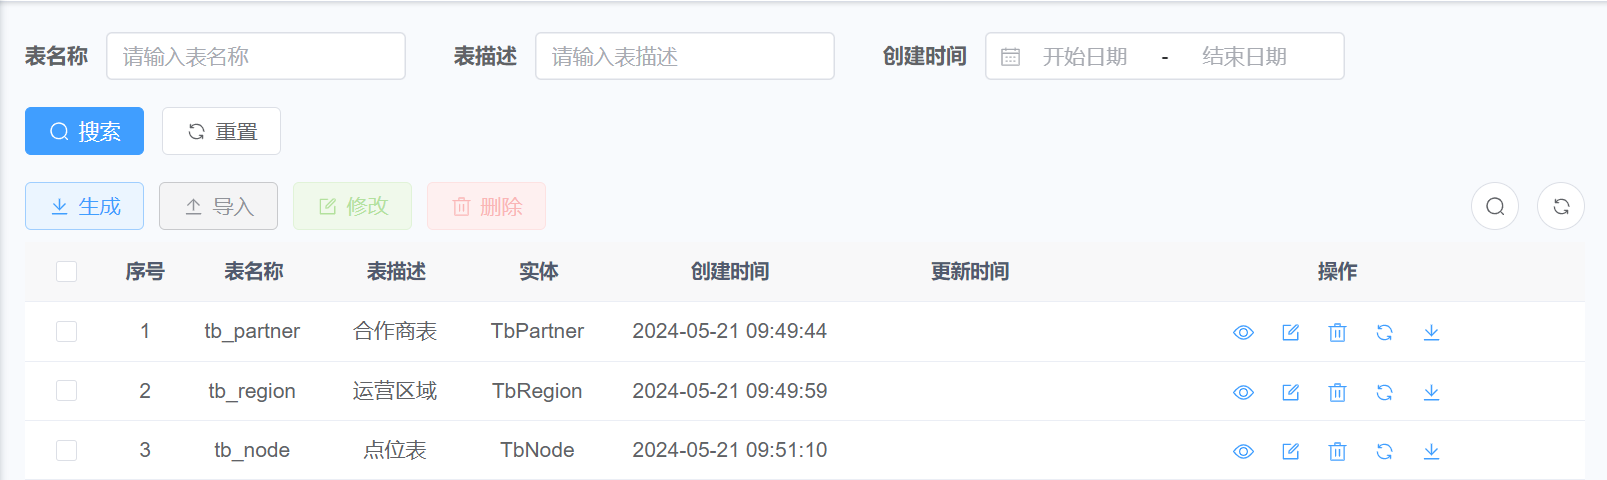 表名称 请输入表名称 表描述 请输入表描述 创建时间 开始日期 - 结束日期
搜索 重置
生成 导入 修改 删除
序号 表名称 表描述 实体 创建时间 更新时间 操作
1 tb_partner 合作商表 TbPartner 2024-05-21 09:49:44
2 tb_region 运营区域 TbRegion 2024-05-21 09:49:59
3 tb_node 点位表 TbNode 2024-05-21 09:51:10